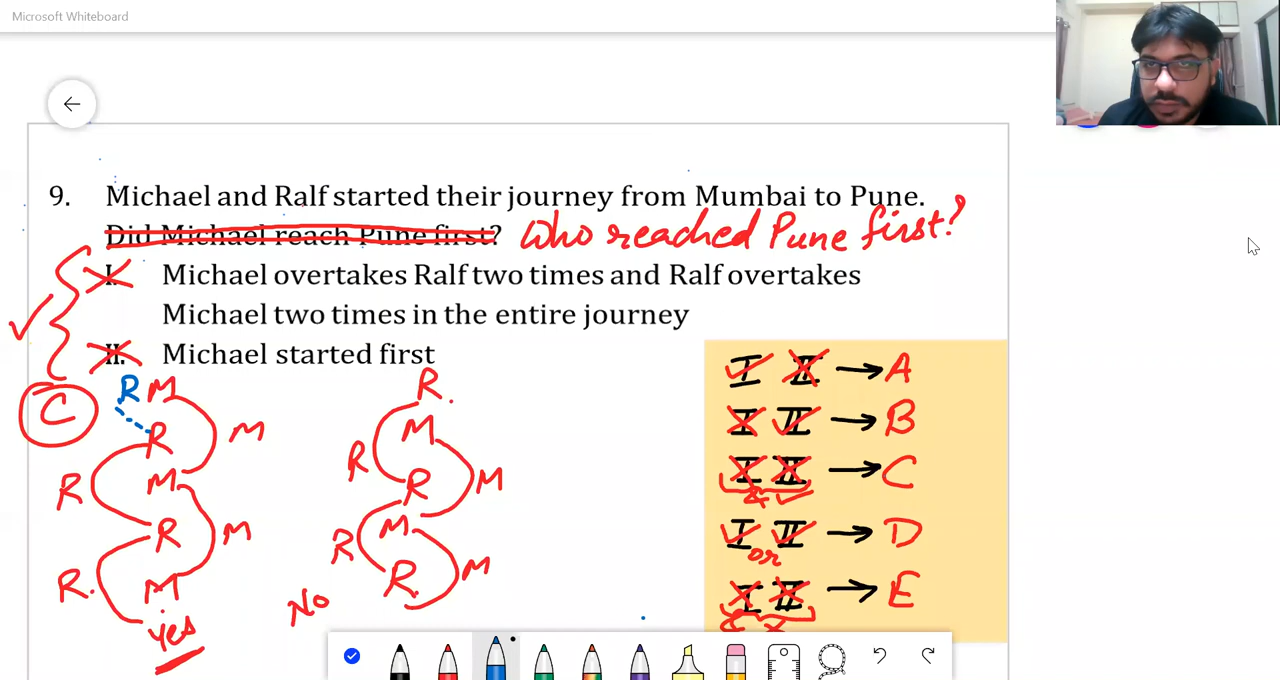 Microsoft Whiteboard
9. Michael and Ralf started their journey from Mumbai to Pune.
Did Michael reach Pune first? Who reached Pune first?
I. Michael overtakes Ralf two times and Ralf overtakes
Michael two times in the entire journey
II. Michael started first
C
R M
R
M
M
R
R
M
R
M
Yes
R.
M
R
R
M
M
R
R
M
No
I II → A
I II → B
I II → C
&
I II → D
or
I II → E
&